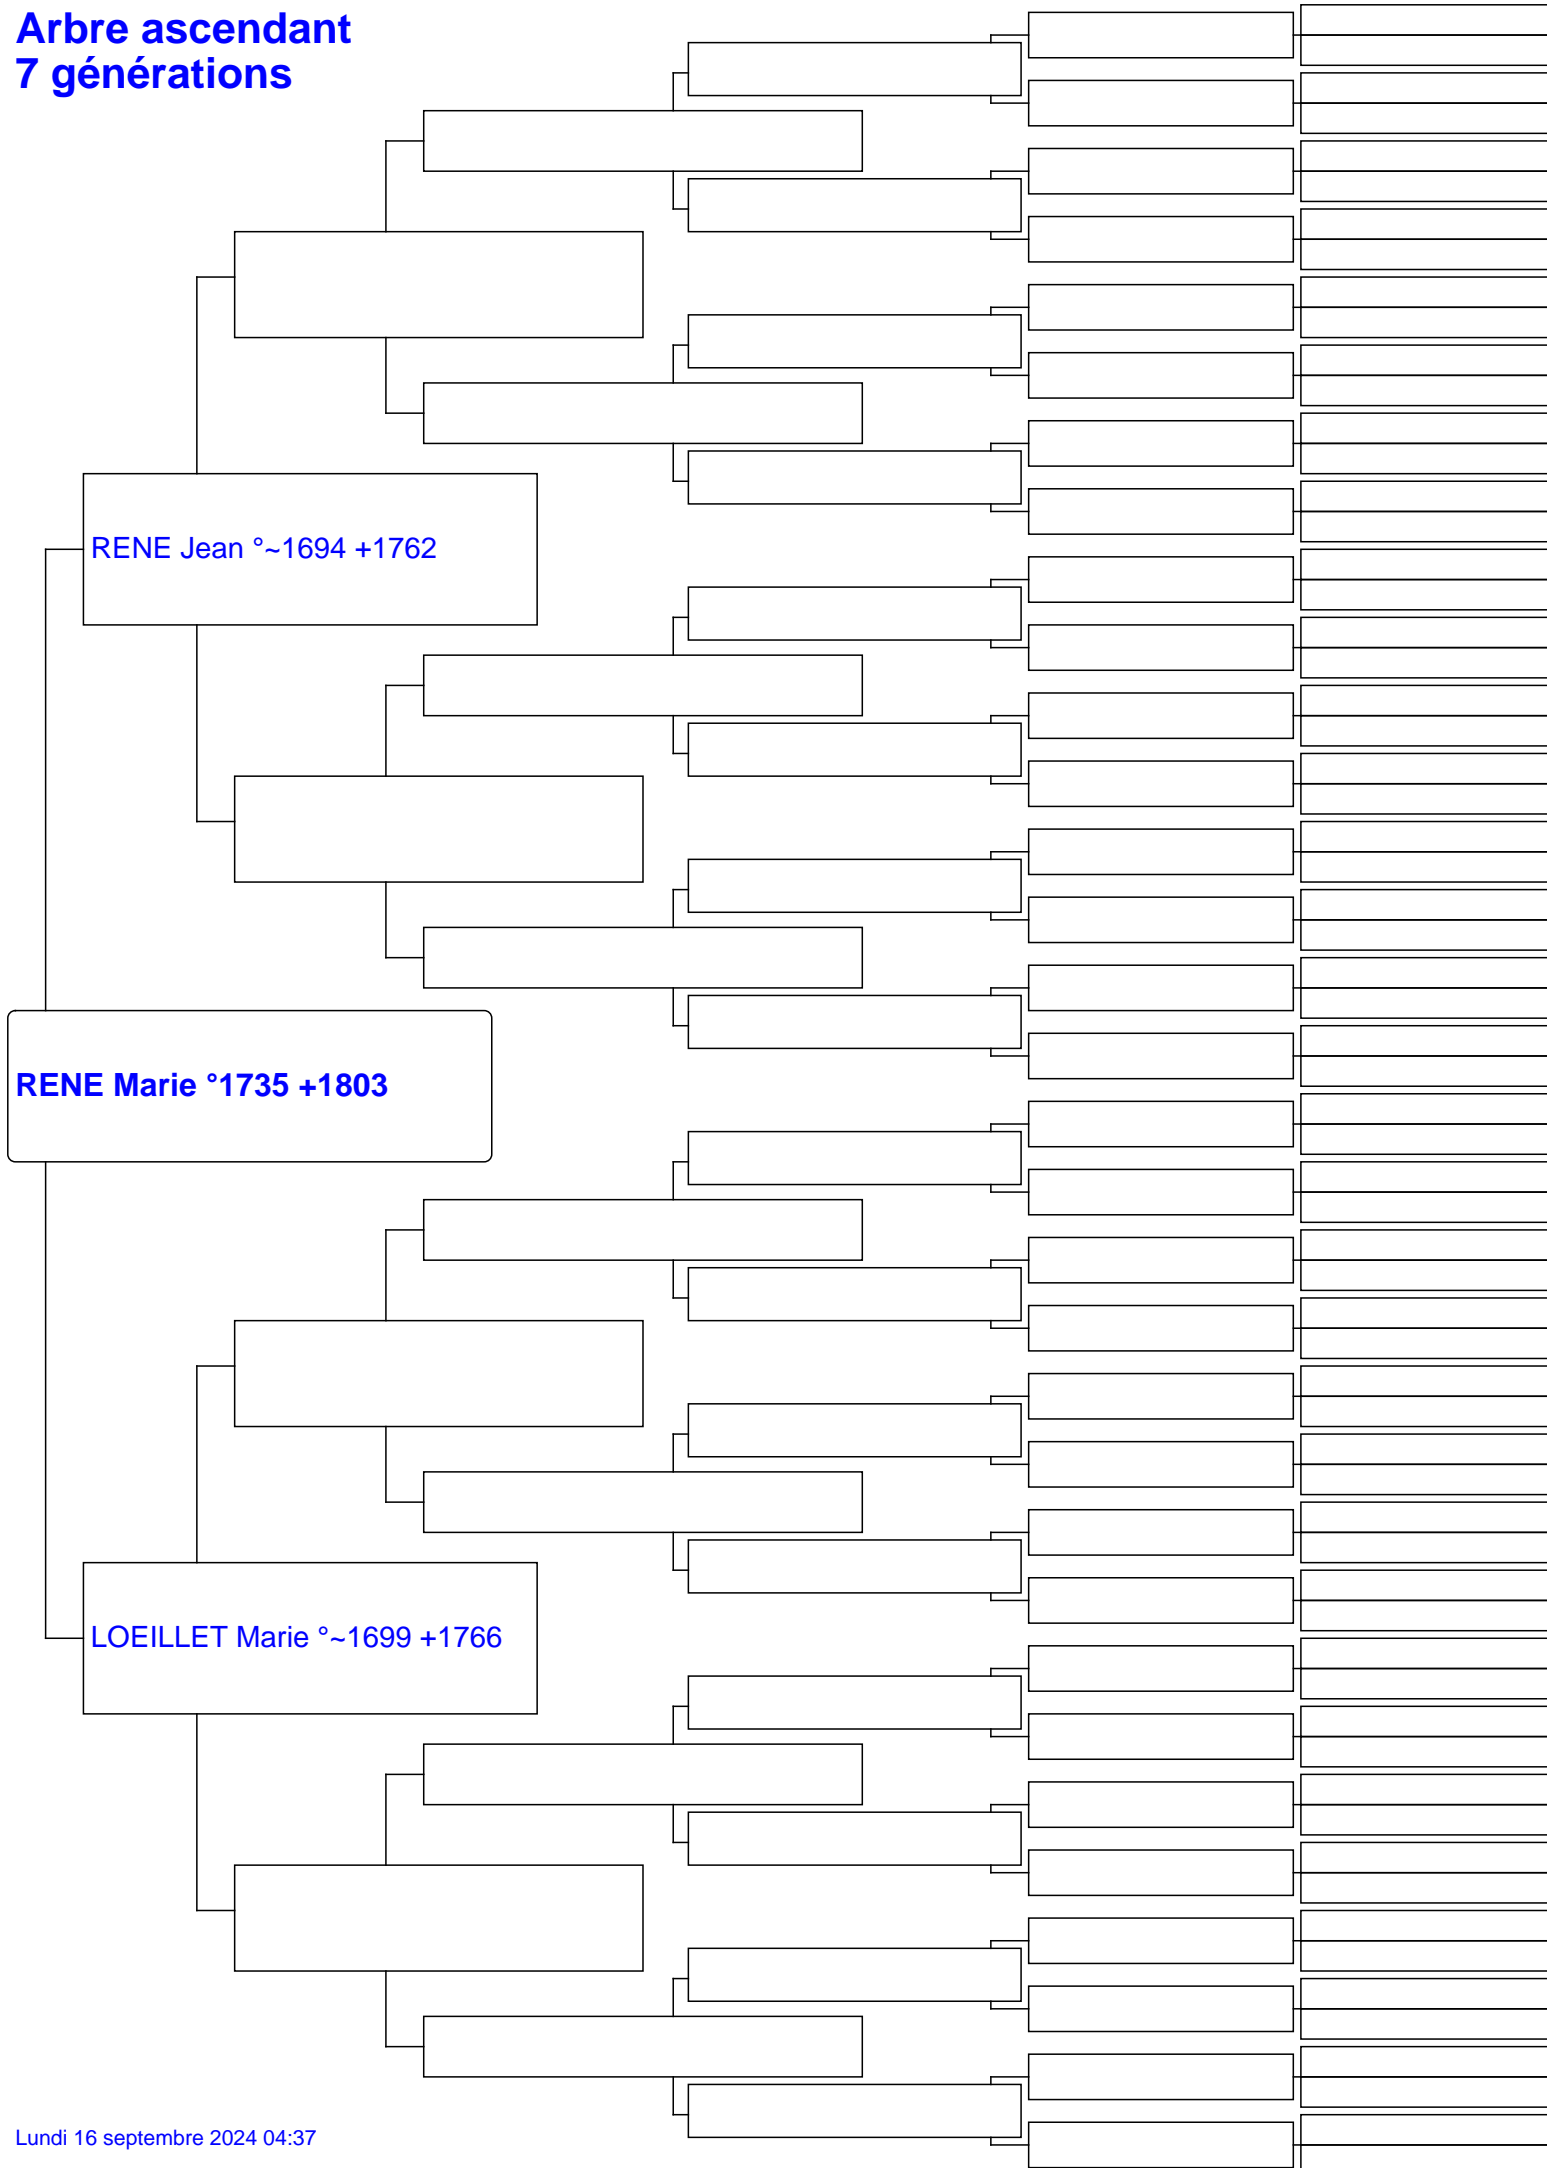 Arbre ascendant
7 générations
RENE Jean °~1694 +1762
RENE Marie °1735 +1803
LOEILLET Marie °~1699 +1766
Lundi 16 septembre 2024 04:37